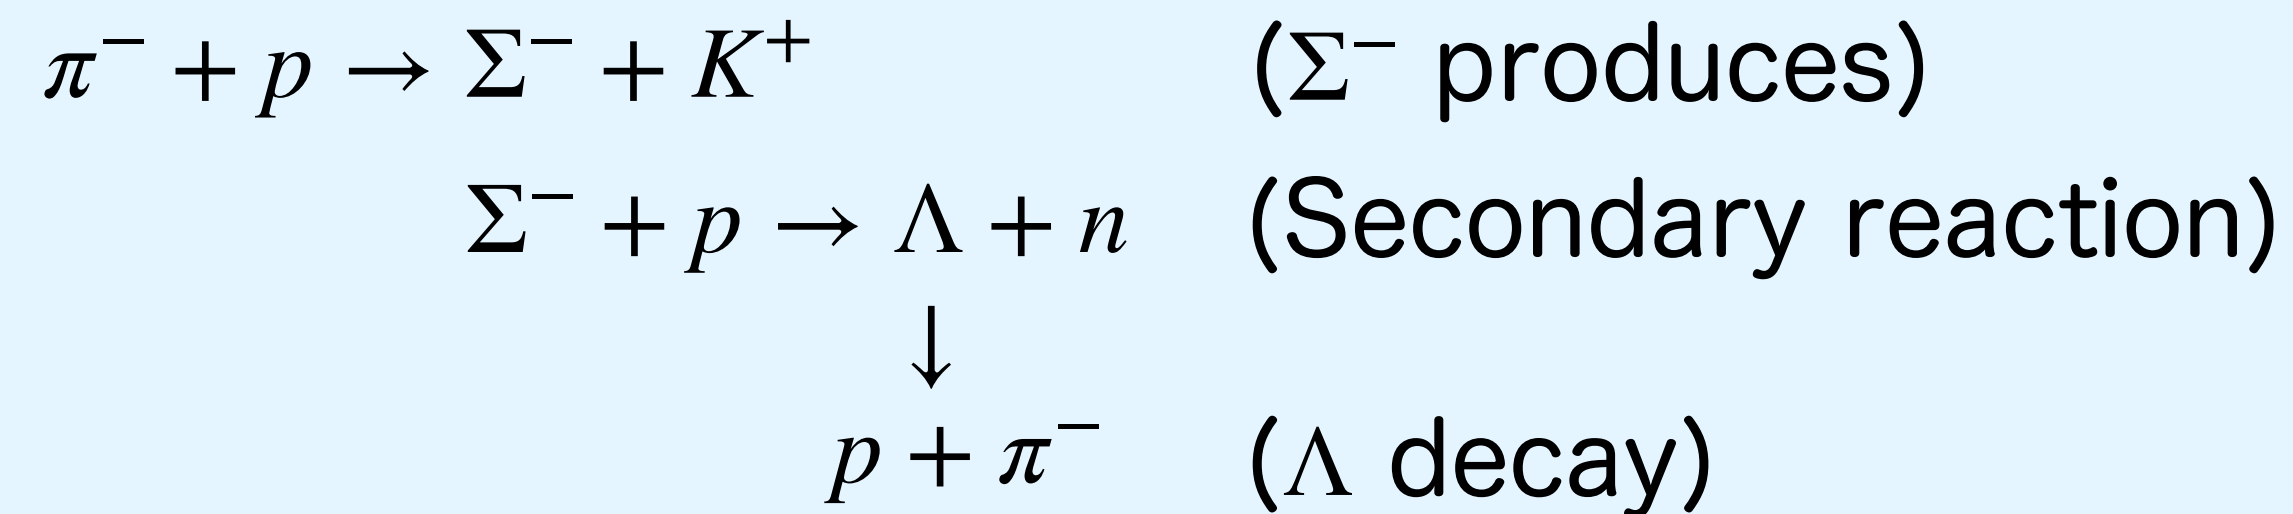 π⁻ + p → Σ⁻ + K⁺ (Σ⁻ produces)
Σ⁻ + p → Λ + n (Secondary reaction)
↓
p + π⁻ (Λ decay)